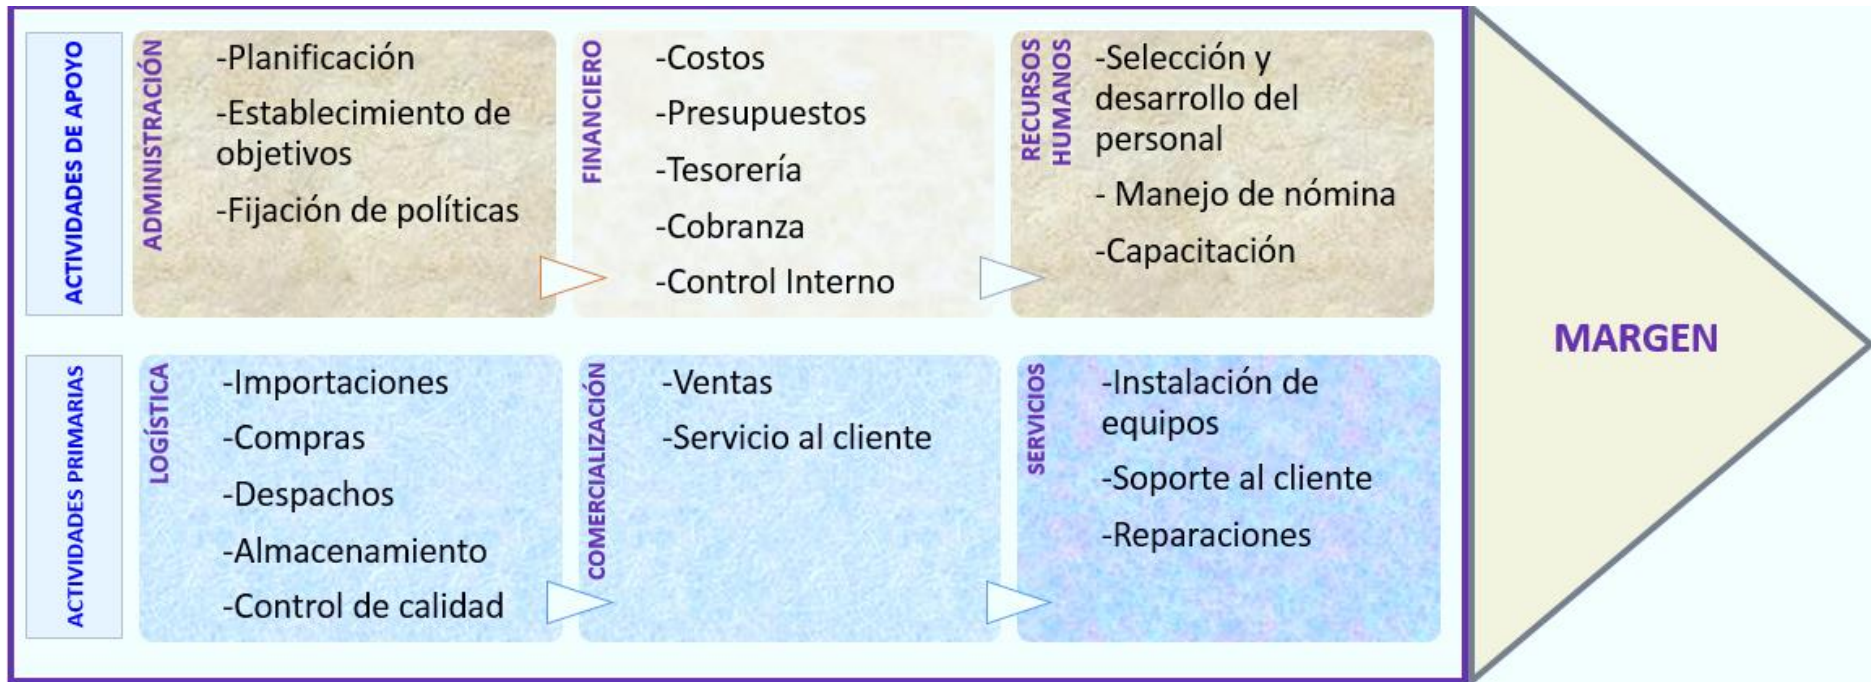 ACTIVIDADES DE APOYO
ADMINISTRACIÓN
-Planificación
-Establecimiento de
objetivos
-Fijación de políticas
FINANCIERO
-Costos
-Presupuestos
-Tesorería
-Cobranza
-Control Interno
RECURSOS
HUMANOS
-Selección y
desarrollo del
personal
- Manejo de nómina
-Capacitación
ACTIVIDADES PRIMARIAS
LOGÍSTICA
-Importaciones
-Compras
-Despachos
-Almacenamiento
-Control de calidad
COMERCIALIZACIÓN
-Ventas
-Servicio al cliente
SERVICIOS
-Instalación de
equipos
-Soporte al cliente
-Reparaciones
MARGEN